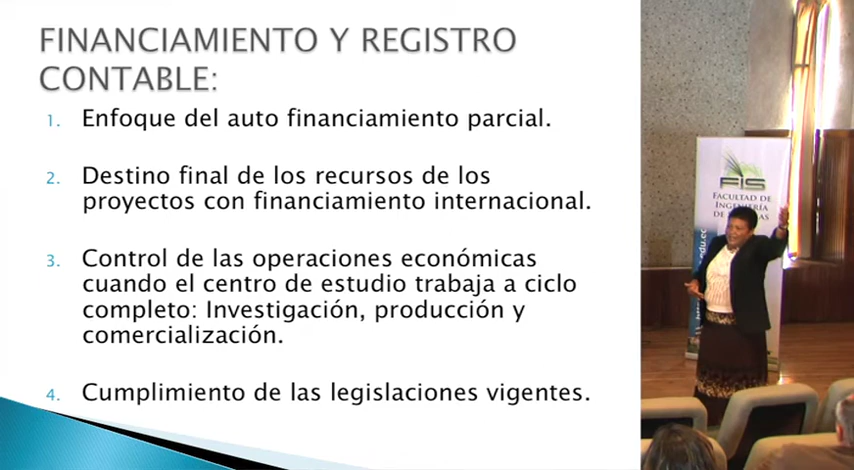 FINANCIAMIENTO Y REGISTRO
CONTABLE:
1. Enfoque del auto financiamiento parcial.
2. Destino final de los recursos de los
proyectos con financiamiento internacional.
3. Control de las operaciones económicas
cuando el centro de estudio trabaja a ciclo
completo: Investigación, producción y
comercialización.
4. Cumplimiento de las legislaciones vigentes.
FIS
FACULTAD DE
INGENIERÍA
DE